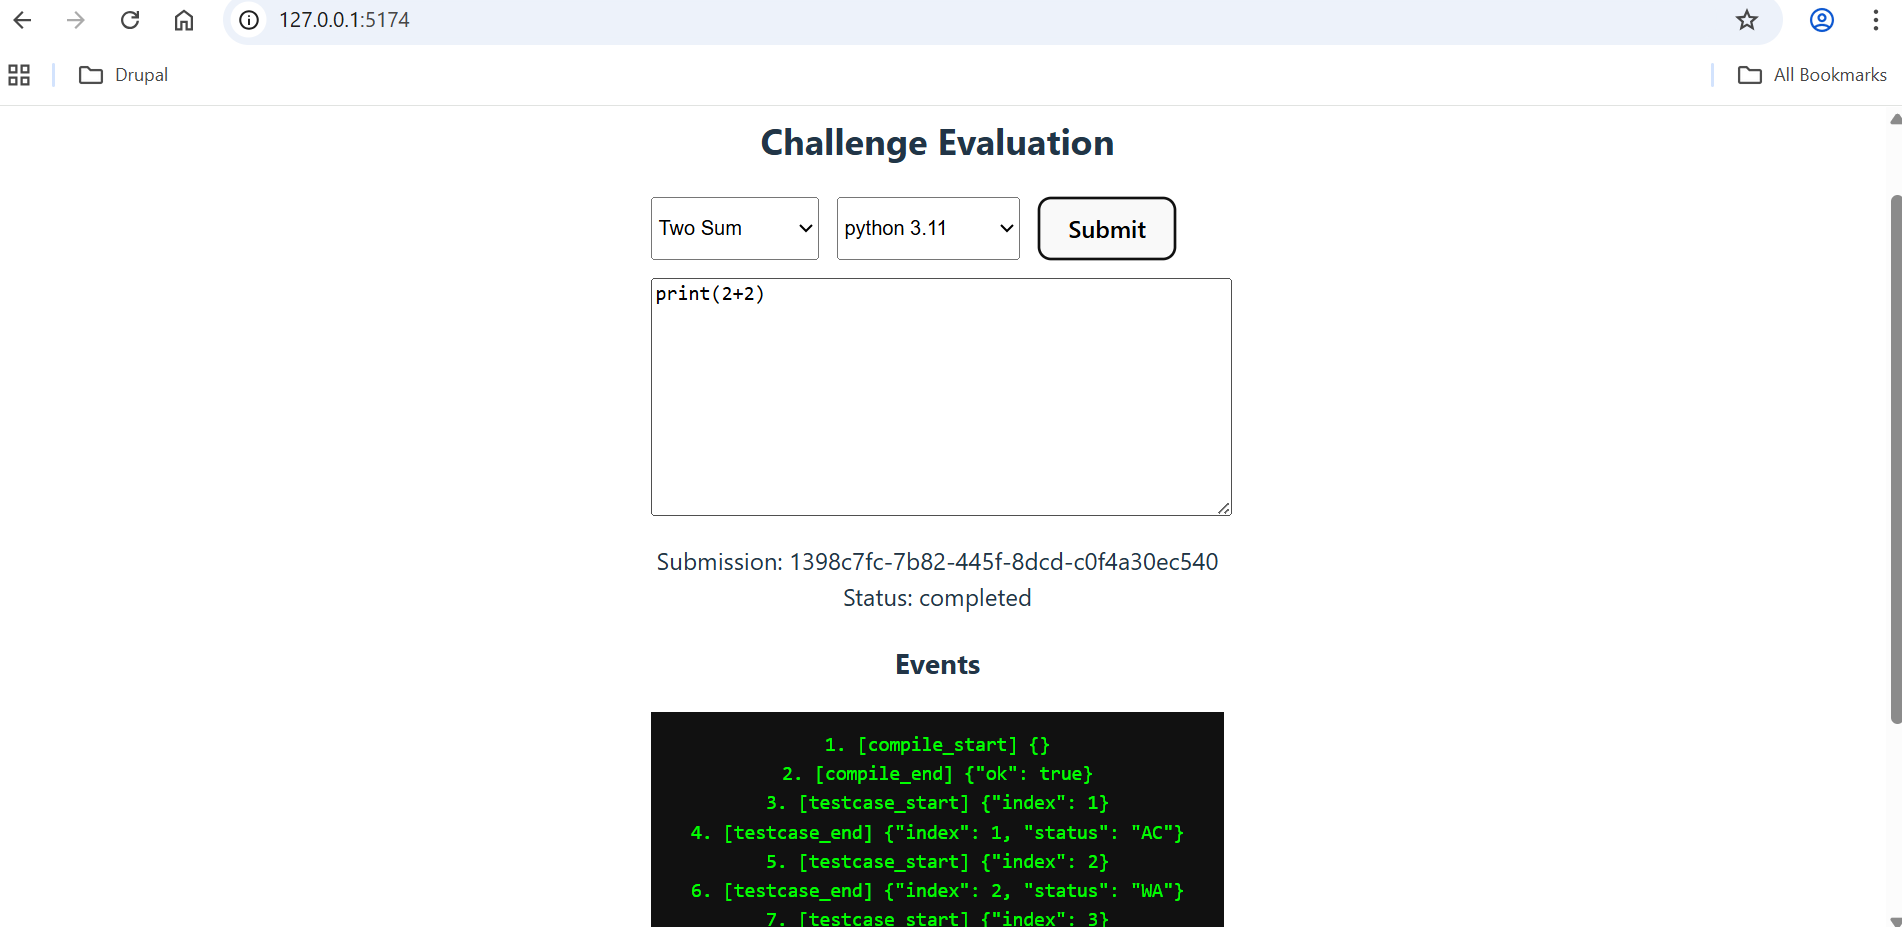 127.0.0.1:5174
Drupal
All Bookmarks
Challenge Evaluation
Two Sum python 3.11 Submit
print(2+2)
Submission: 1398c7fc-7b82-445f-8dcd-c0f4a30ec540
Status: completed
Events
1. [compile_start] {}
2. [compile_end] {"ok": true}
3. [testcase_start] {"index": 1}
4. [testcase_end] {"index": 1, "status": "AC"}
5. [testcase_start] {"index": 2}
6. [testcase_end] {"index": 2, "status": "WA"}
7. [testcase_start] {"index": 3}